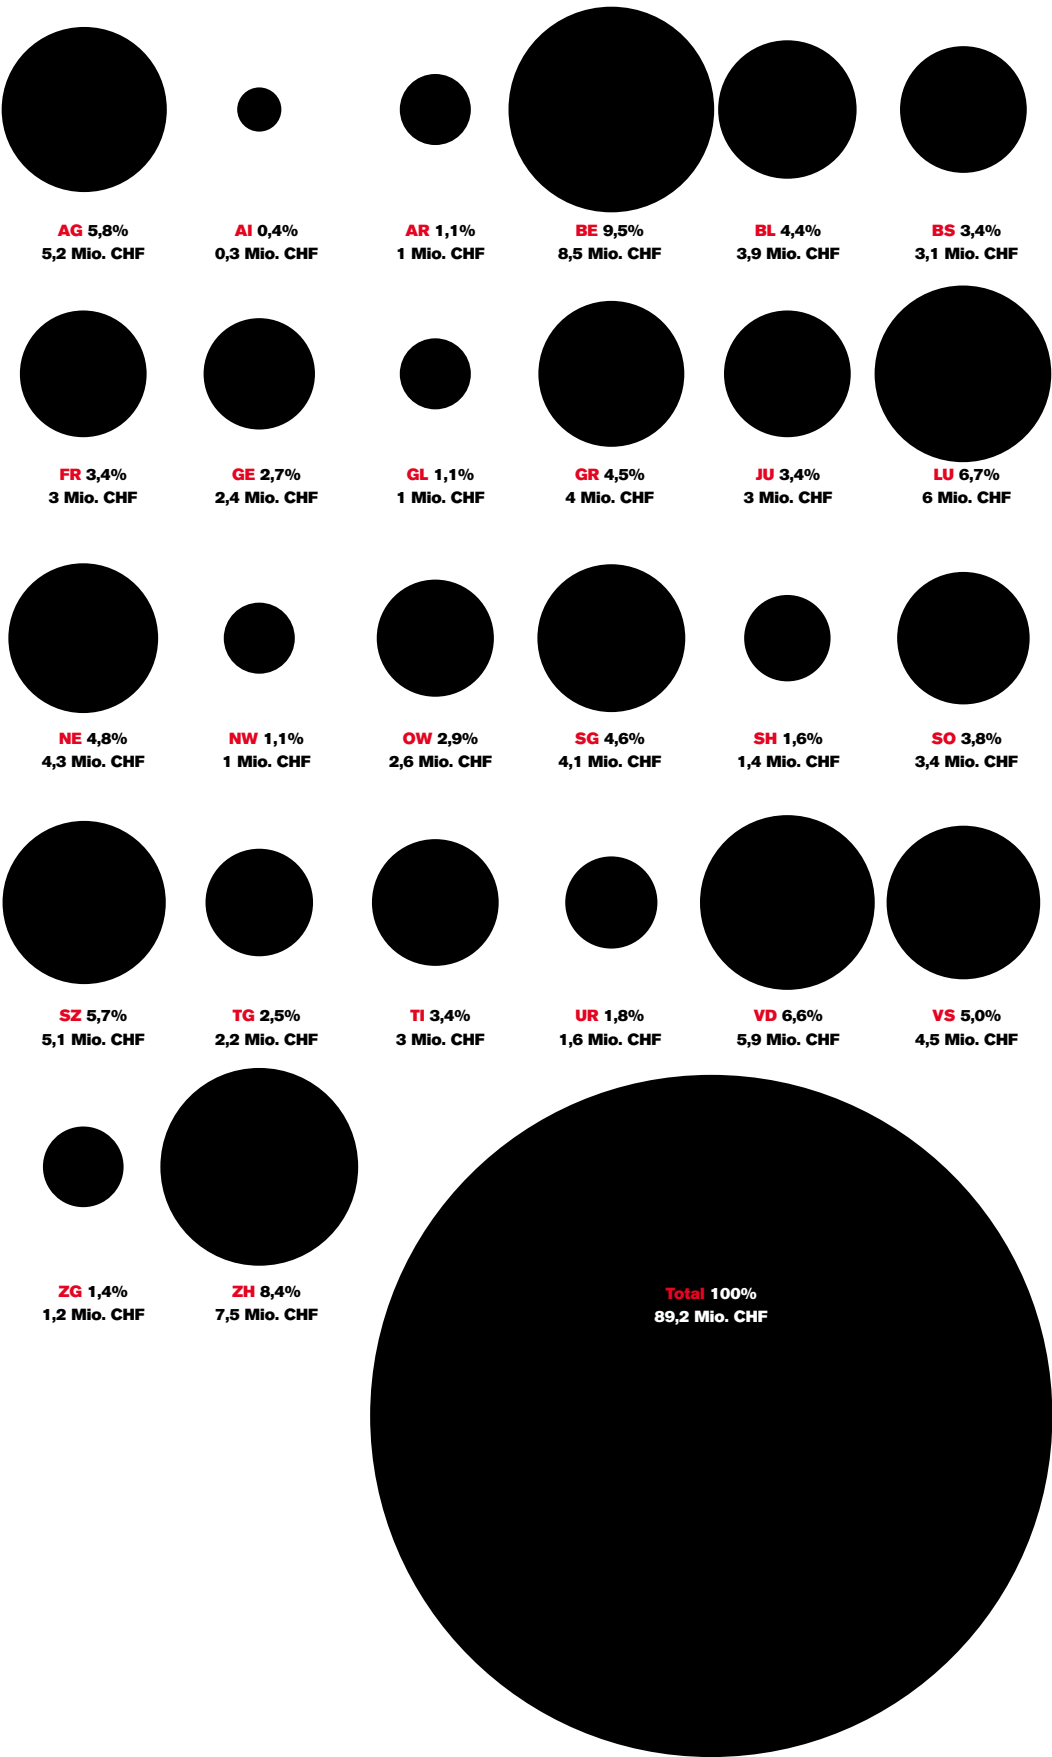 AG 5,8%
5,2 Mio. CHF
AI 0,4%
0,3 Mio. CHF
AR 1,1%
1 Mio. CHF
BE 9,5%
8,5 Mio. CHF
BL 4,4%
3,9 Mio. CHF
BS 3,4%
3,1 Mio. CHF
FR 3,4%
3 Mio. CHF
GE 2,7%
2,4 Mio. CHF
GL 1,1%
1 Mio. CHF
GR 4,5%
4 Mio. CHF
JU 3,4%
3 Mio. CHF
LU 6,7%
6 Mio. CHF
NE 4,8%
4,3 Mio. CHF
NW 1,1%
1 Mio. CHF
OW 2,9%
2,6 Mio. CHF
SG 4,6%
4,1 Mio. CHF
SH 1,6%
1,4 Mio. CHF
SO 3,8%
3,4 Mio. CHF
SZ 5,7%
5,1 Mio. CHF
TG 2,5%
2,2 Mio. CHF
TI 3,4%
3 Mio. CHF
UR 1,8%
1,6 Mio. CHF
VD 6,6%
5,9 Mio. CHF
VS 5,0%
4,5 Mio. CHF
ZG 1,4%
1,2 Mio. CHF
ZH 8,4%
7,5 Mio. CHF
Total 100%
89,2 Mio. CHF